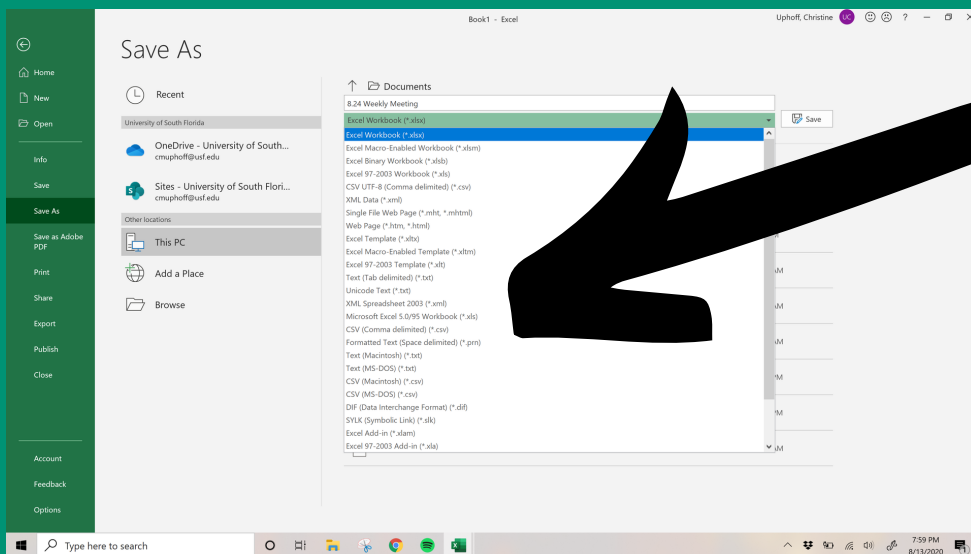 Book1 - Excel
Uphoff, Christine UC ?
Save As
Home
New
Open
Info
Save
Save As
Save as Adobe
PDF
Print
Share
Export
Publish
Close
Account
Feedback
Options
Recent
University of South Florida
OneDrive - University of South...
cmuphoff@usf.edu
Sites - University of South Flori...
cmuphoff@usf.edu
Other locations
This PC
Add a Place
Browse
Documents
8.24 Weekly Meeting
Excel Workbook (*.xlsx)
Save
Excel Workbook (*.xlsx)
Excel Macro-Enabled Workbook (*.xlsm)
Excel Binary Workbook (*.xlsb)
Excel 97-2003 Workbook (*.xls)
CSV UTF-8 (Comma delimited) (*.csv)
XML Data (*.xml)
Single File Web Page (*.mht, *.mhtml)
Web Page (*.htm, *.html)
Excel Template (*.xltx)
Excel Macro-Enabled Template (*.xltm)
Excel 97-2003 Template (*.xlt)
Text (Tab delimited) (*.txt)
Unicode Text (*.txt)
XML Spreadsheet 2003 (*.xml)
Microsoft Excel 5.0/95 Workbook (*.xls)
CSV (Comma delimited) (*.csv)
Formatted Text (Space delimited) (*.prn)
Text (Macintosh) (*.txt)
Text (MS-DOS) (*.txt)
CSV (Macintosh) (*.csv)
CSV (MS-DOS) (*.csv)
DIF (Data Interchange Format) (*.dif)
SYLK (Symbolic Link) (*.slk)
Excel Add-in (*.xlam)
Excel 97-2003 Add-in (*.xla)
Type here to search
7:59 PM
8/13/2020